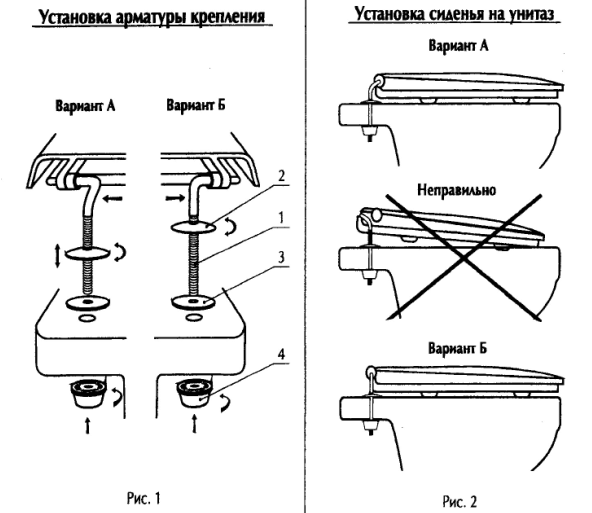 Установка арматуры крепления
Вариант А
Вариант Б
2
1
3
4
Рис. 1
Установка сиденья на унитаз
Вариант А
Неправильно
Вариант Б
Рис. 2